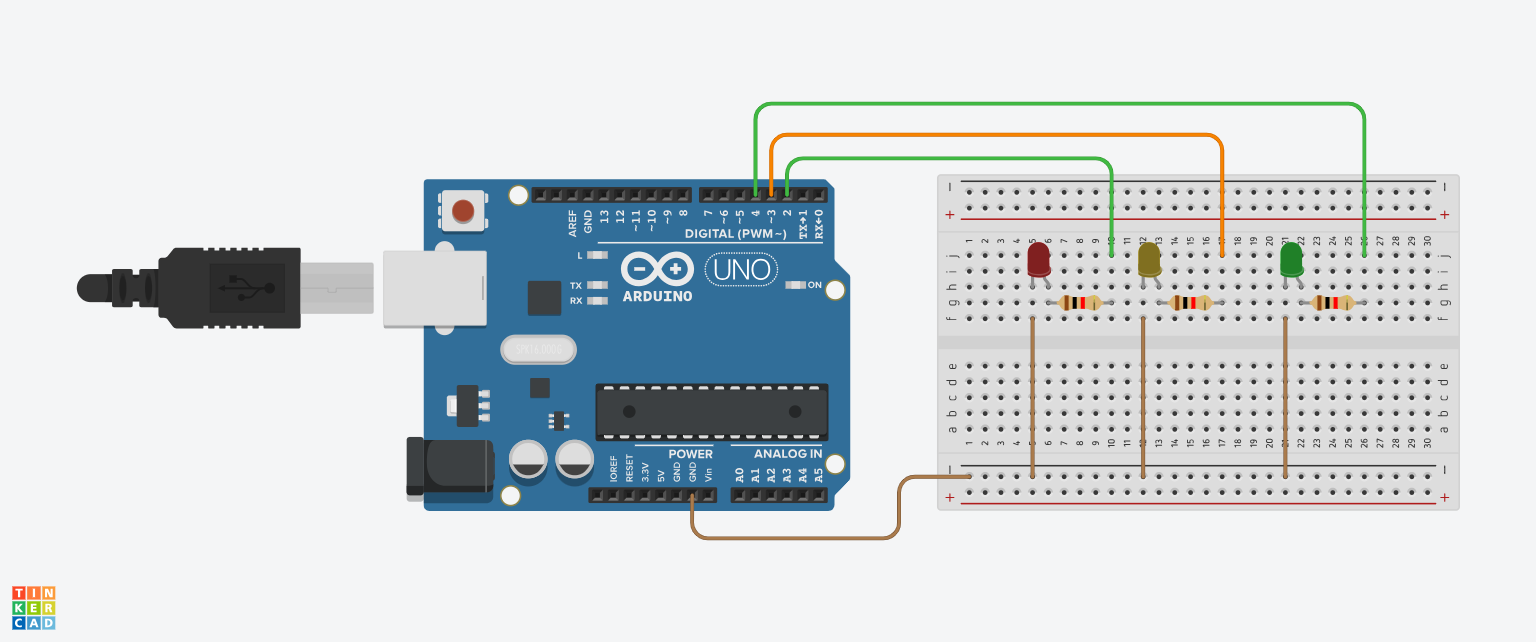 AREF
GND
13
12
~11
~10
~9
8
7
~6
~5
4
~3
2
TX→1
RX←0
DIGITAL (PWM~)
L
TX
RX
ARDUINO
UNO
ON
POWER
ANALOG IN
IOREF
RESET
3.3V
5V
GND
GND
Vin
A0
A1
A2
A3
A4
A5
− −
+ +
1 2 3 4 5 6 7 8 9 10 11 12 13 14 15 16 17 18 19 20 21 22 23 24 25 26 27 28 29 30
j j
i i
h h
g g
f f
e e
d d
c c
b b
a a
1 2 3 4 5 6 7 8 9 10 11 12 13 14 15 16 17 18 19 20 21 22 23 24 25 26 27 28 29 30
− −
+ +
TIN
KER
CAD